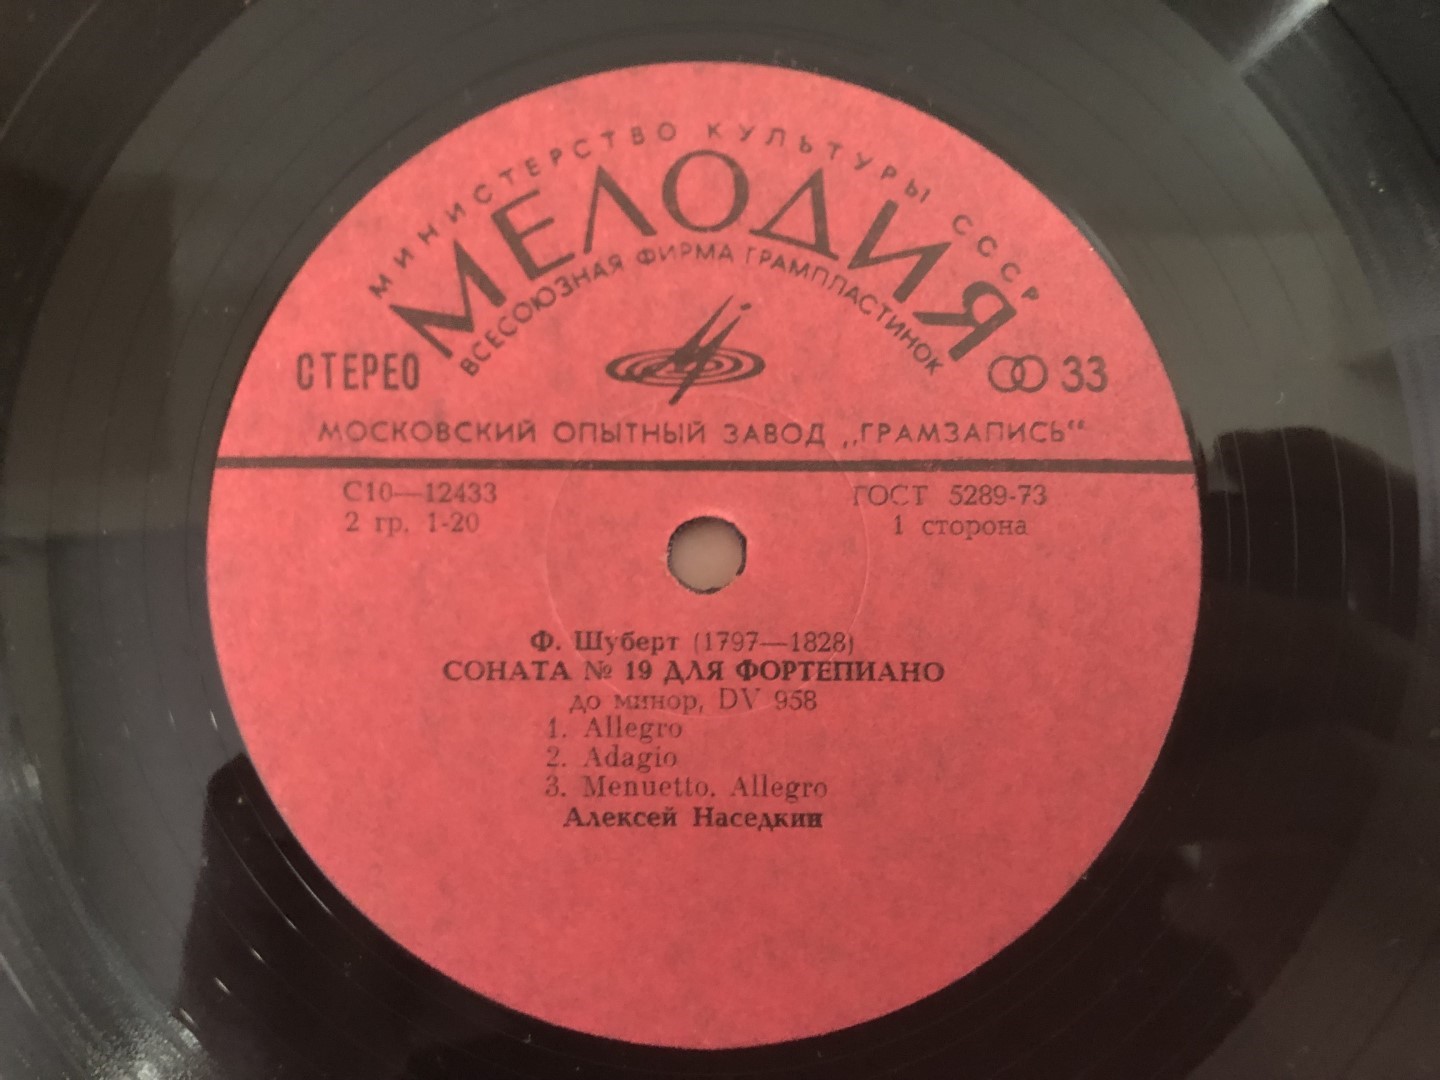 МИНИСТЕРСТВО КУЛЬТУРЫ СССР
МЕЛОДИЯ
ВСЕСОЮЗНАЯ ФИРМА ГРАМПЛАСТИНОК
СТЕРЕО 33
МОСКОВСКИЙ ОПЫТНЫЙ ЗАВОД „ГРАМЗАПИСЬ“
С10—12433 ГОСТ 5289-73
2 гр. 1-20 1 сторона
Ф. Шуберт (1797—1828)
СОНАТА № 19 ДЛЯ ФОРТЕПИАНО
до минор, DV 958
1. Allegro
2. Adagio
3. Menuetto. Allegro
Алексей Наседкин